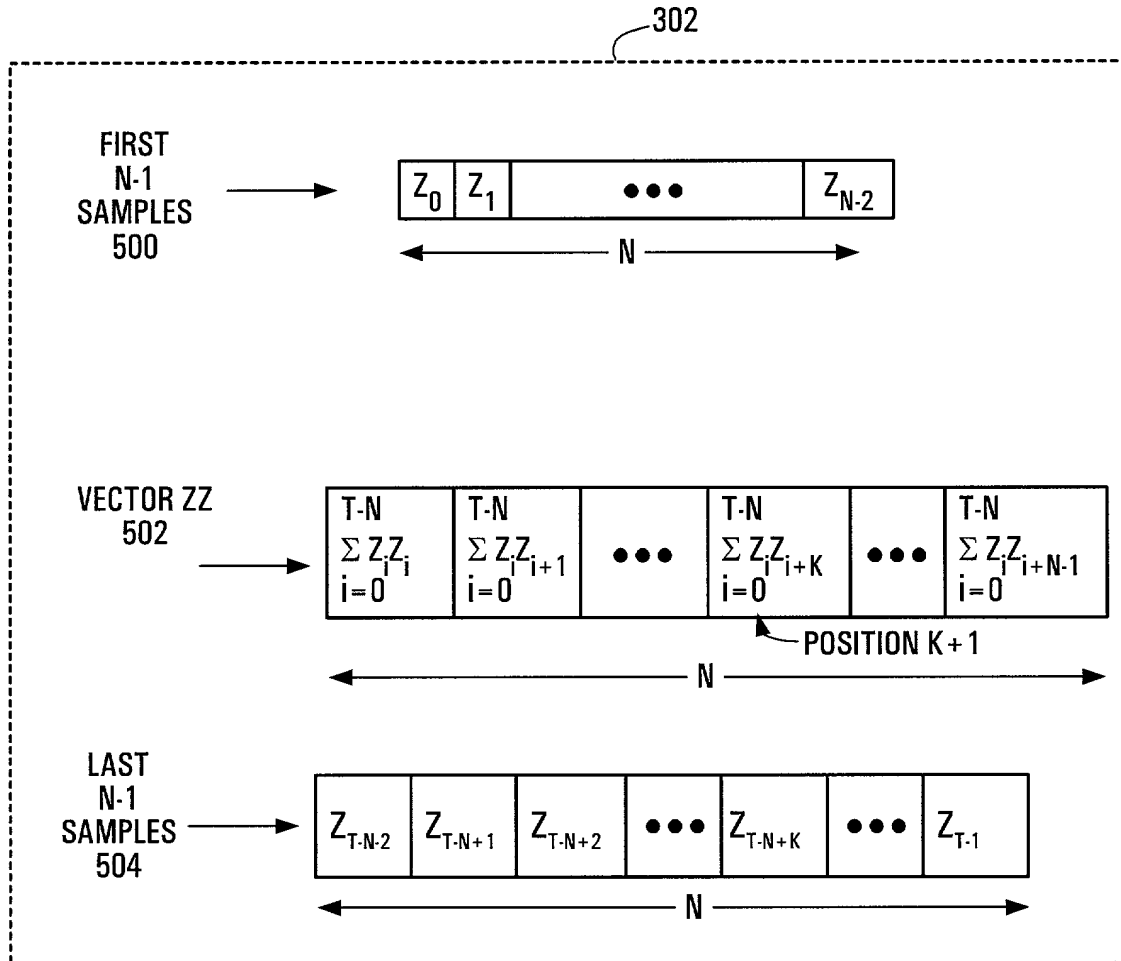 302
FIRST
N-1
SAMPLES
500
Z0 Z1 ●●● ZN-2
N
VECTOR ZZ
502
T-N T-N T-N T-N
Σ ZiZi Σ ZiZi+1 ●●● Σ ZiZi+K ●●● Σ ZiZi+N-1
i=0 i=0 i=0 i=0
POSITION K+1
N
LAST
N-1
SAMPLES
504
ZT-N-2 ZT-N+1 ZT-N+2 ●●● ZT-N+K ●●● ZT-1
N